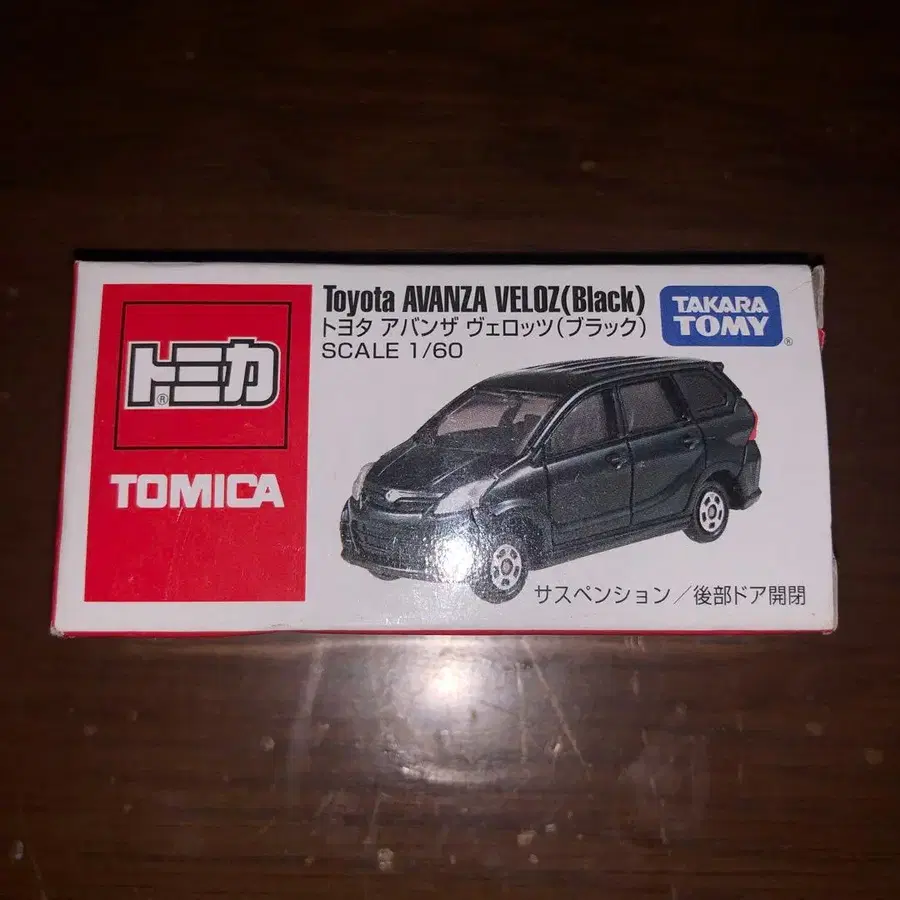 トミカ
®
TOMICA
Toyota AVANZA VELOZ(Black)
トヨタ アバンザ ヴェロッツ(ブラック)
SCALE 1/60
TAKARA
TOMY
®
サスペンション/後部ドア開閉